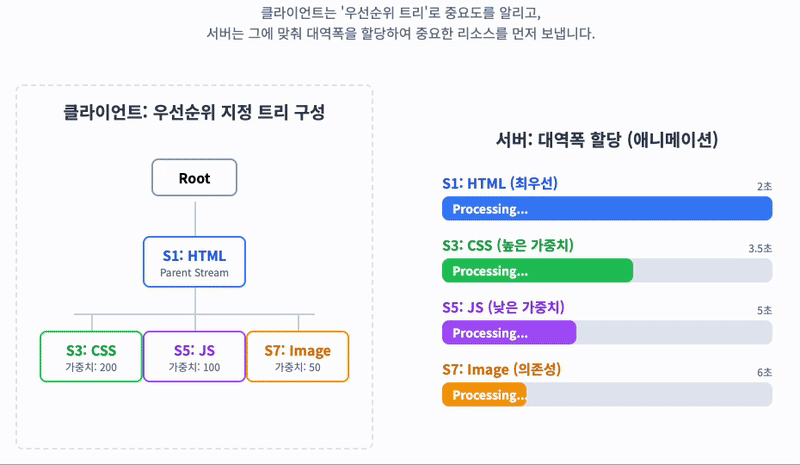 클라이언트는 '우선순위 트리'로 중요도를 알리고,
서버는 그에 맞춰 대역폭을 할당하여 중요한 리소스를 먼저 보냅니다.
클라이언트: 우선순위 지정 트리 구성
Root
S1: HTML
Parent Stream
S3: CSS
가중치: 200
S5: JS
가중치: 100
S7: Image
가중치: 50
서버: 대역폭 할당 (애니메이션)
S1: HTML (최우선)
2초
Processing...
S3: CSS (높은 가중치)
3.5초
Processing...
S5: JS (낮은 가중치)
5초
Processing...
S7: Image (의존성)
6초
Processing...